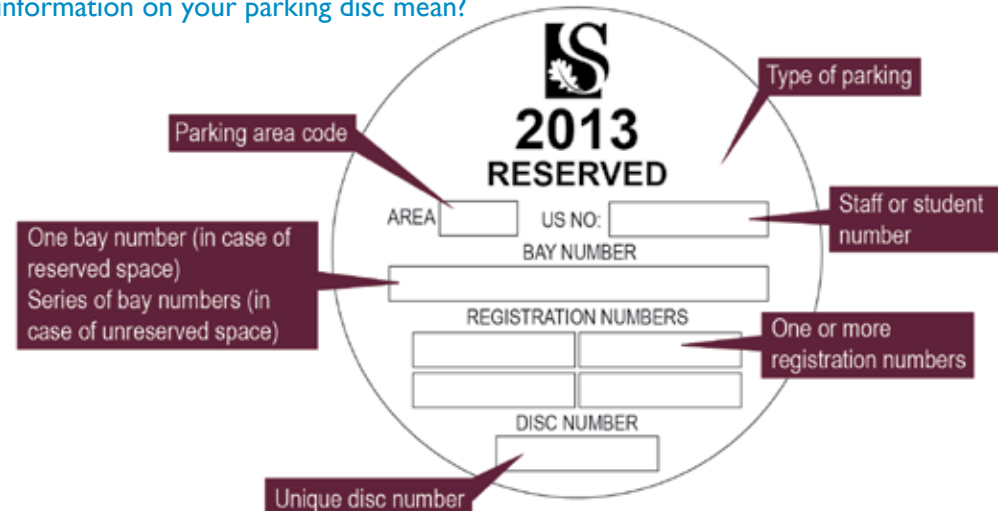 information on your parking disc mean?
S
2013
RESERVED
Type of parking
Parking area code
AREA
US NO:
Staff or student
number
BAY NUMBER
One bay number (in case of
reserved space)
Series of bay numbers (in
case of unreserved space)
REGISTRATION NUMBERS
One or more
registration numbers
DISC NUMBER
Unique disc number